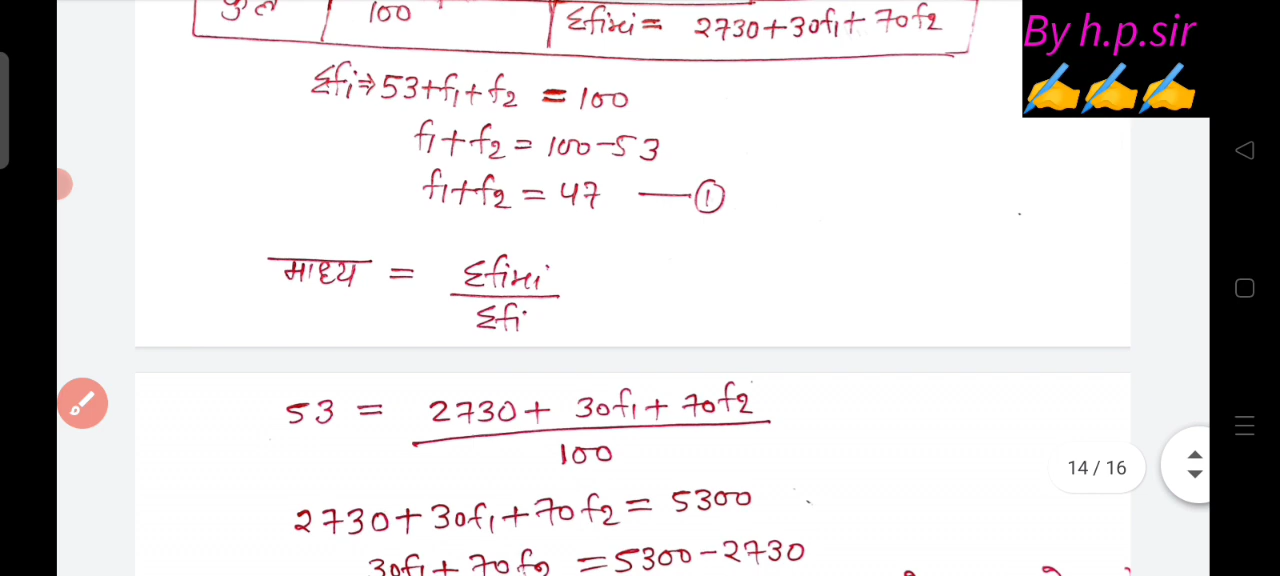 कुल 100 Σfixi = 2730+30f1+70f2
By h.p.sir
Σfi⇒53+f1+f2 = 100
f1+f2 = 100-53
f1+f2 = 47 —①
माध्य = Σfixi
Σfi
53 = 2730+ 30f1+ 70f2
100
14 / 16
2730+30f1+70f2= 5300
30f1+70f2 =5300-2730